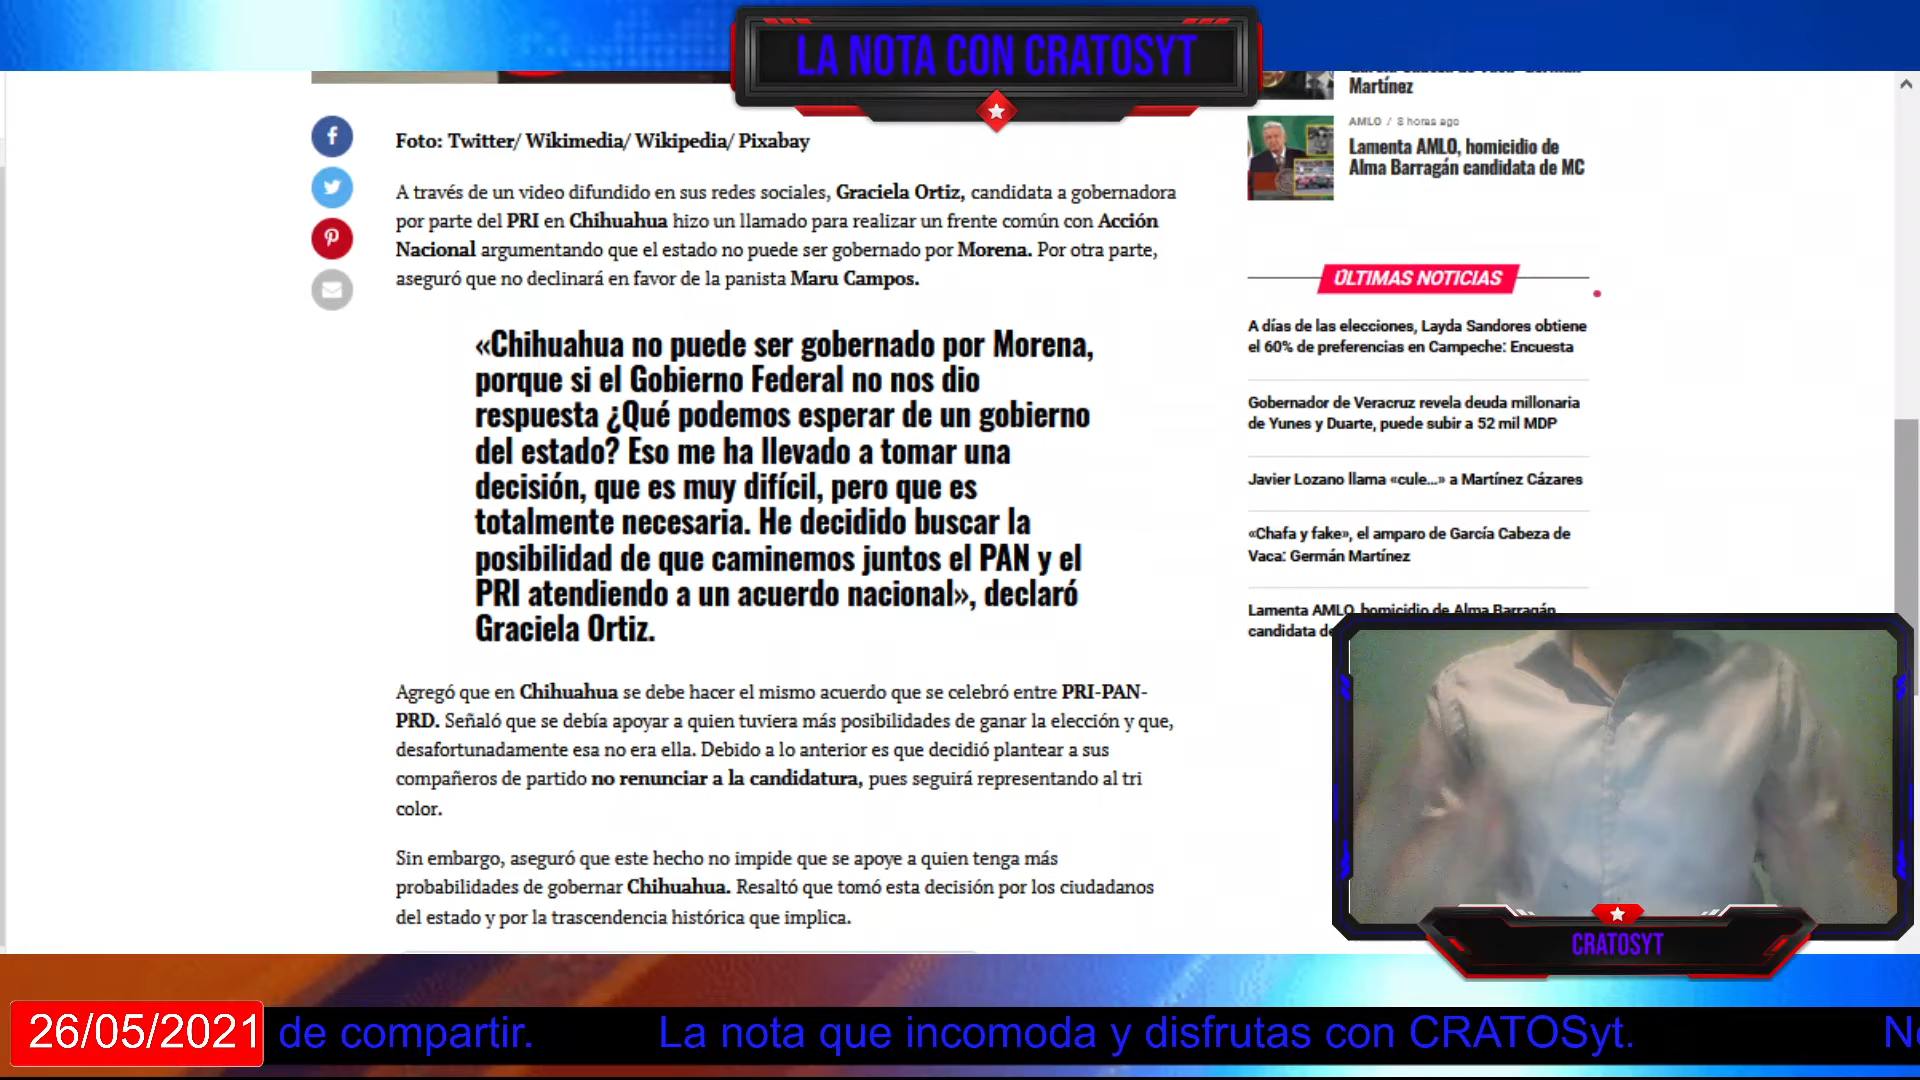 LA NOTA CON CRATOSYT
Foto: Twitter/ Wikimedia/ Wikipedia/ Pixabay
A través de un video difundido en sus redes sociales, Graciela Ortiz, candidata a gobernadora
por parte del PRI en Chihuahua hizo un llamado para realizar un frente común con Acción
Nacional argumentando que el estado no puede ser gobernado por Morena. Por otra parte,
aseguró que no declinará en favor de la panista Maru Campos.
«Chihuahua no puede ser gobernado por Morena,
porque si el Gobierno Federal no nos dio
respuesta ¿Qué podemos esperar de un gobierno
del estado? Eso me ha llevado a tomar una
decisión, que es muy difícil, pero que es
totalmente necesaria. He decidido buscar la
posibilidad de que caminemos juntos el PAN y el
PRI atendiendo a un acuerdo nacional», declaró
Graciela Ortiz.
Agregó que en Chihuahua se debe hacer el mismo acuerdo que se celebró entre PRI-PAN-
PRD. Señaló que se debía apoyar a quien tuviera más posibilidades de ganar la elección y que,
desafortunadamente esa no era ella. Debido a lo anterior es que decidió plantear a sus
compañeros de partido no renunciar a la candidatura, pues seguirá representando al tri
color.
Sin embargo, aseguró que este hecho no impide que se apoye a quien tenga más
probabilidades de gobernar Chihuahua. Resaltó que tomó esta decisión por los ciudadanos
del estado y por la trascendencia histórica que implica.
Martínez
AMLO / 8 horas ago
Lamenta AMLO, homicidio de
Alma Barragán candidata de MC
ÚLTIMAS NOTICIAS
A días de las elecciones, Layda Sandores obtiene
el 60% de preferencias en Campeche: Encuesta
Gobernador de Veracruz revela deuda millonaria
de Yunes y Duarte, puede subir a 52 mil MDP
Javier Lozano llama «cule...» a Martínez Cázares
«Chafa y fake», el amparo de García Cabeza de
Vaca: Germán Martínez
Lamenta AMLO, homicidio de Alma Barragán
candidata de
CRATOSYT
26/05/2021 de compartir. La nota que incomoda y disfrutas con CRATOSyt.